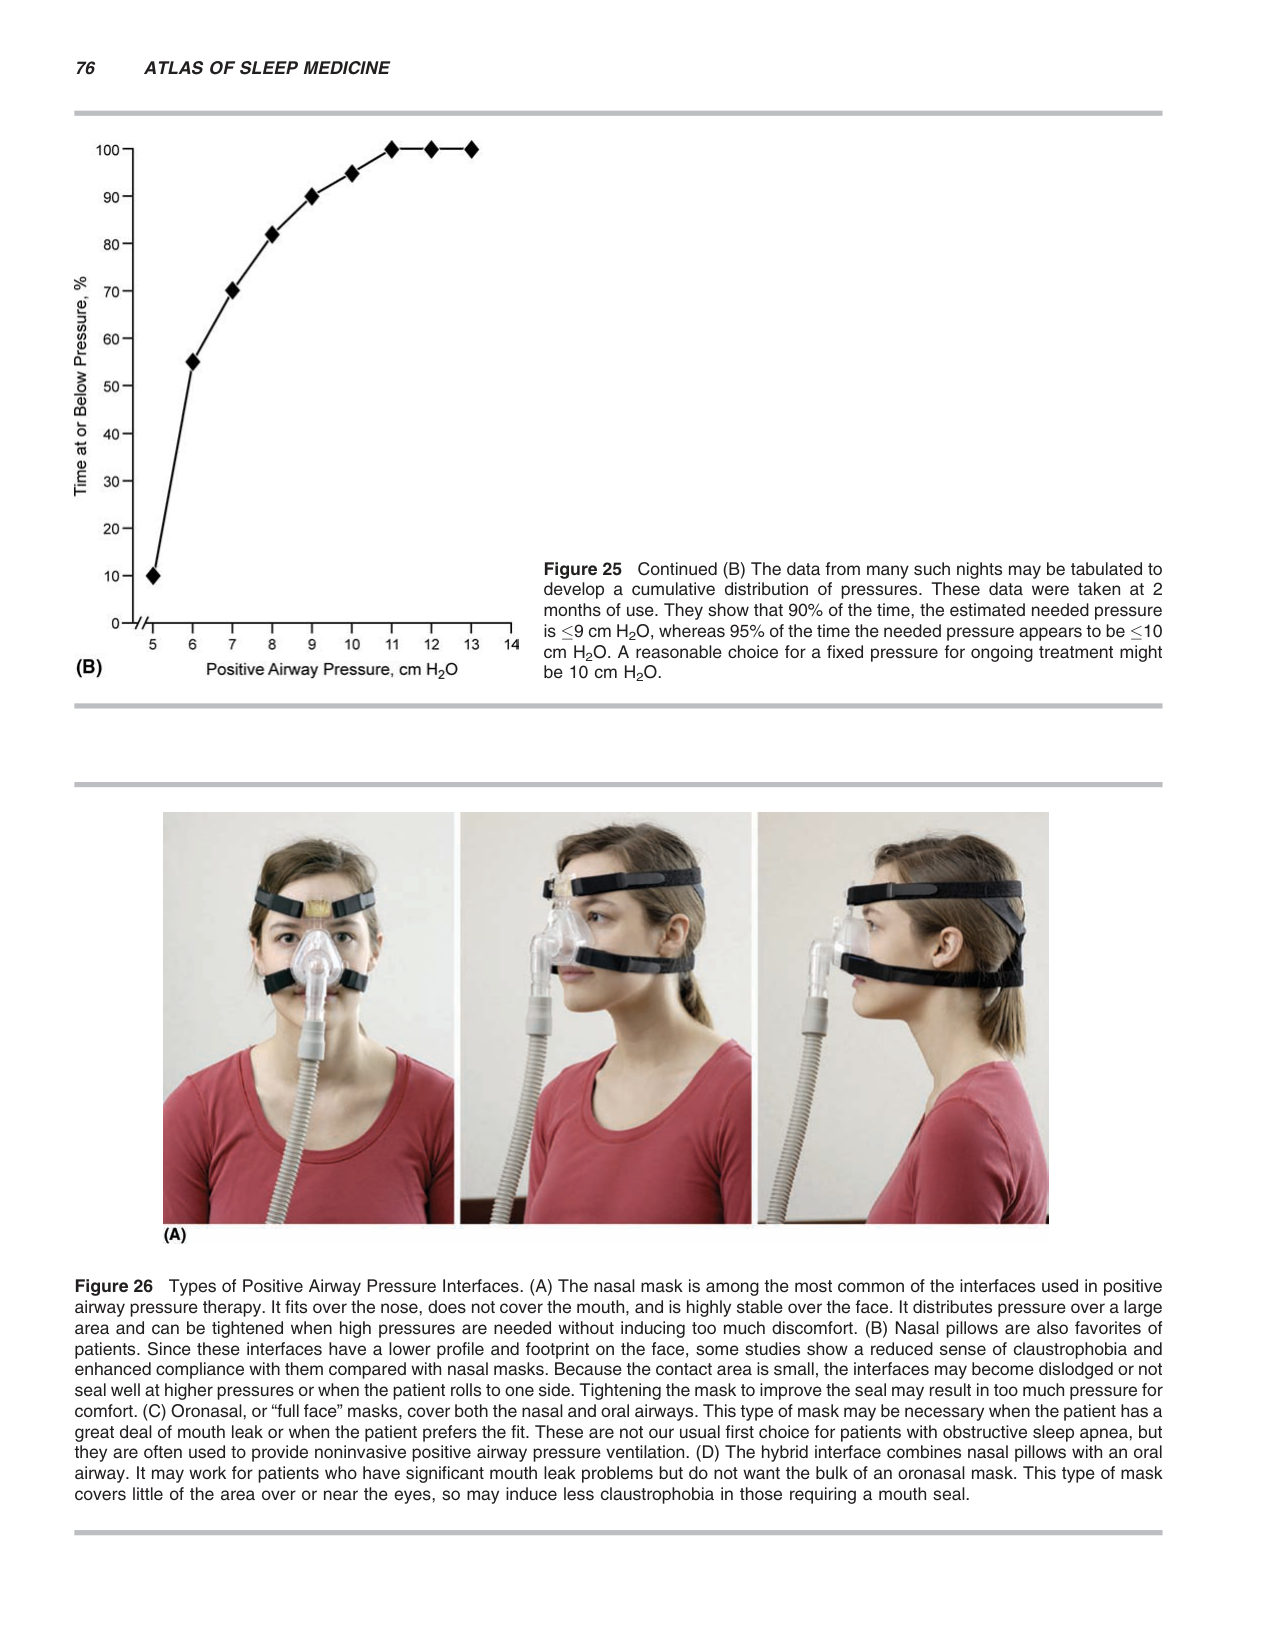 76 ATLAS OF SLEEP MEDICINE
100
90
80
70
60
50
40
30
20
10
0
Time at or Below Pressure, %
5 6 7 8 9 10 11 12 13 14
(B) Positive Airway Pressure, cm H2O
Figure 25 Continued (B) The data from many such nights may be tabulated to
develop a cumulative distribution of pressures. These data were taken at 2
months of use. They show that 90% of the time, the estimated needed pressure
is ≤9 cm H2O, whereas 95% of the time the needed pressure appears to be ≤10
cm H2O. A reasonable choice for a fixed pressure for ongoing treatment might
be 10 cm H2O.
(A)
Figure 26 Types of Positive Airway Pressure Interfaces. (A) The nasal mask is among the most common of the interfaces used in positive
airway pressure therapy. It fits over the nose, does not cover the mouth, and is highly stable over the face. It distributes pressure over a large
area and can be tightened when high pressures are needed without inducing too much discomfort. (B) Nasal pillows are also favorites of
patients. Since these interfaces have a lower profile and footprint on the face, some studies show a reduced sense of claustrophobia and
enhanced compliance with them compared with nasal masks. Because the contact area is small, the interfaces may become dislodged or not
seal well at higher pressures or when the patient rolls to one side. Tightening the mask to improve the seal may result in too much pressure for
comfort. (C) Oronasal, or “full face” masks, cover both the nasal and oral airways. This type of mask may be necessary when the patient has a
great deal of mouth leak or when the patient prefers the fit. These are not our usual first choice for patients with obstructive sleep apnea, but
they are often used to provide noninvasive positive airway pressure ventilation. (D) The hybrid interface combines nasal pillows with an oral
airway. It may work for patients who have significant mouth leak problems but do not want the bulk of an oronasal mask. This type of mask
covers little of the area over or near the eyes, so may induce less claustrophobia in those requiring a mouth seal.